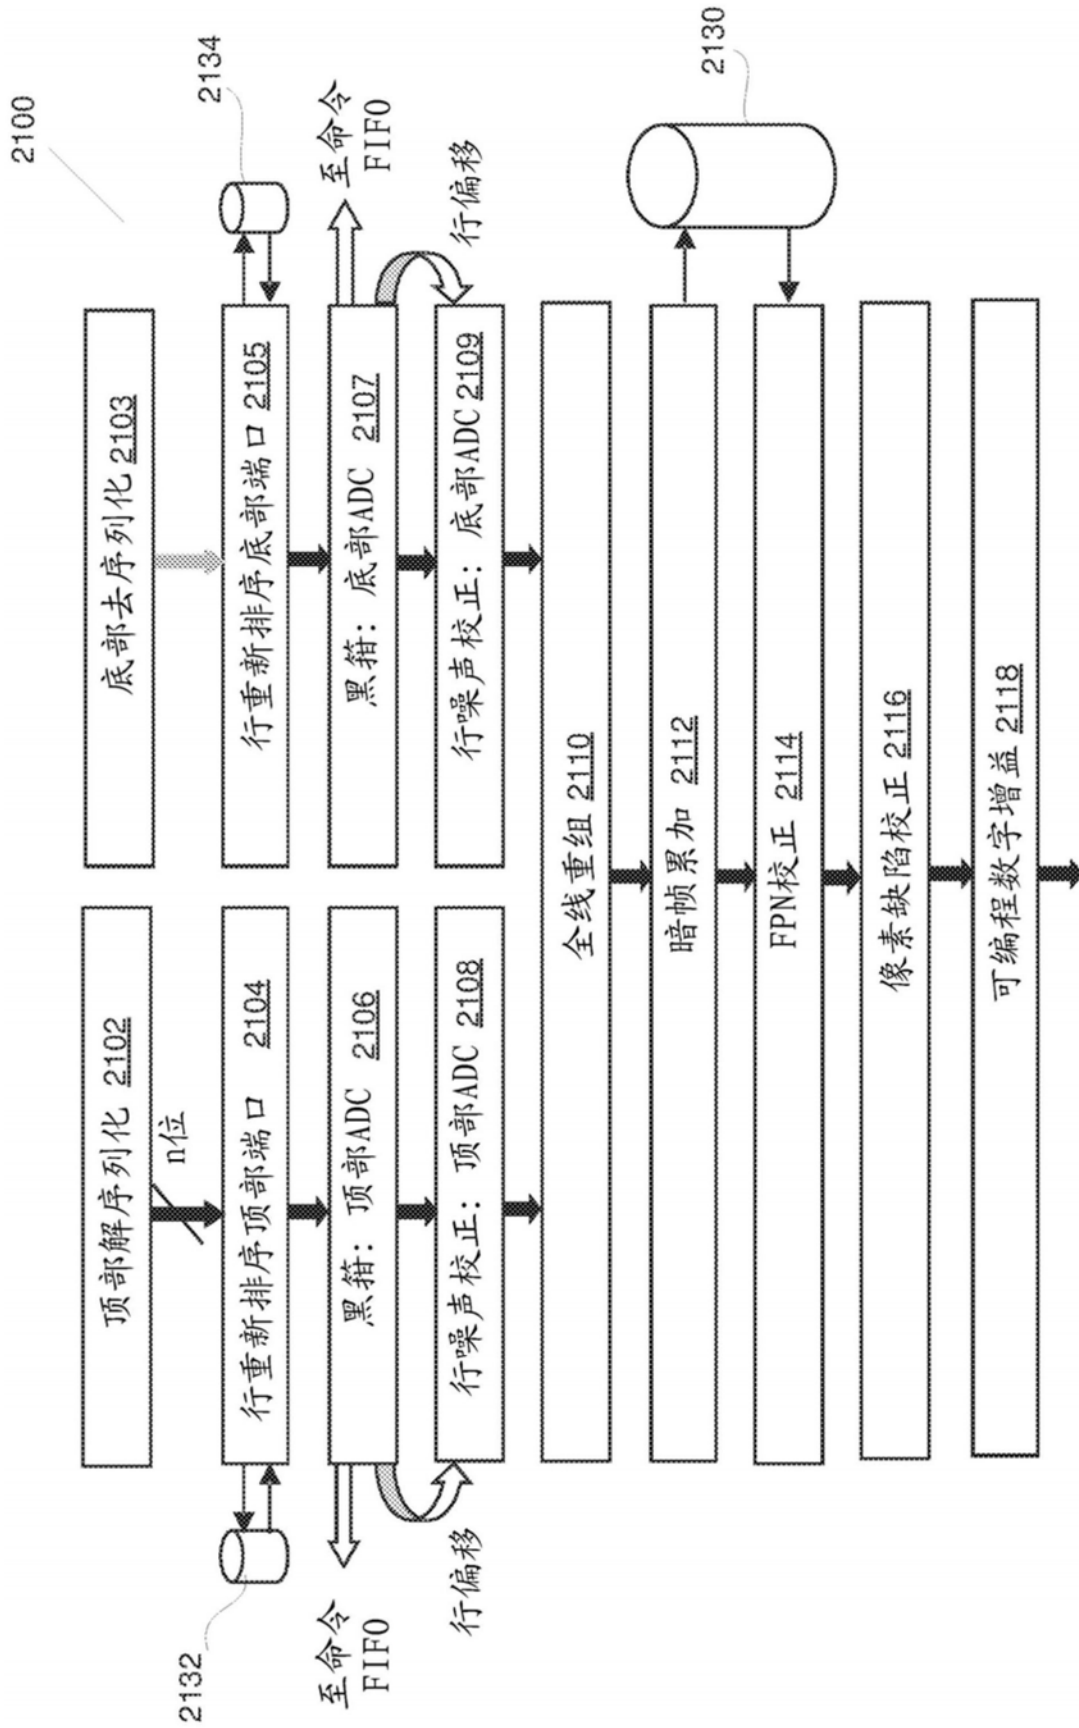 2100
顶部解序列化 2102
底部去序列化 2103
n位
2132
行重新排序顶部端口 2104
行重新排序底部端口 2105
2134
至命令
FIFO
黑箝: 顶部ADC 2106
黑箝: 底部ADC 2107
至命令
FIFO
行偏移
行噪声校正: 顶部ADC 2108
行噪声校正: 底部ADC 2109
行偏移
全线重组 2110
暗帧累加 2112
2130
FPN校正 2114
像素缺陷校正 2116
可编程数字增益 2118